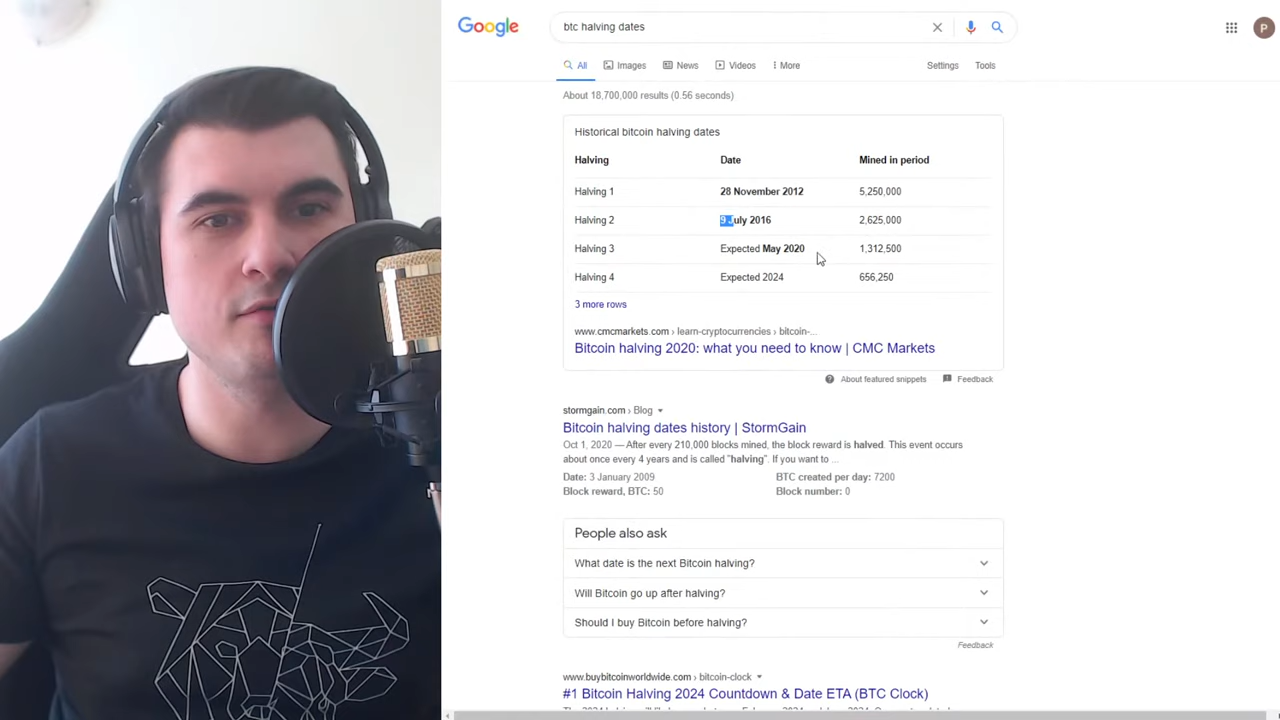 Google
btc halving dates
P
All
Images
News
Videos
More
Settings
Tools
About 18,700,000 results (0.56 seconds)
Historical bitcoin halving dates
Halving Date Mined in period
Halving 1 28 November 2012 5,250,000
Halving 2 9 July 2016 2,625,000
Halving 3 Expected May 2020 1,312,500
Halving 4 Expected 2024 656,250
3 more rows
www.cmcmarkets.com › learn-cryptocurrencies › bitcoin-...
Bitcoin halving 2020: what you need to know | CMC Markets
About featured snippets
Feedback
stormgain.com › Blog
Bitcoin halving dates history | StormGain
Oct 1, 2020 — After every 210,000 blocks mined, the block reward is halved. This event occurs
about once every 4 years and is called "halving". If you want to ...
Date: 3 January 2009 BTC created per day: 7200
Block reward, BTC: 50 Block number: 0
People also ask
What date is the next Bitcoin halving?
Will Bitcoin go up after halving?
Should I buy Bitcoin before halving?
Feedback
www.buybitcoinworldwide.com › bitcoin-clock
#1 Bitcoin Halving 2024 Countdown & Date ETA (BTC Clock)